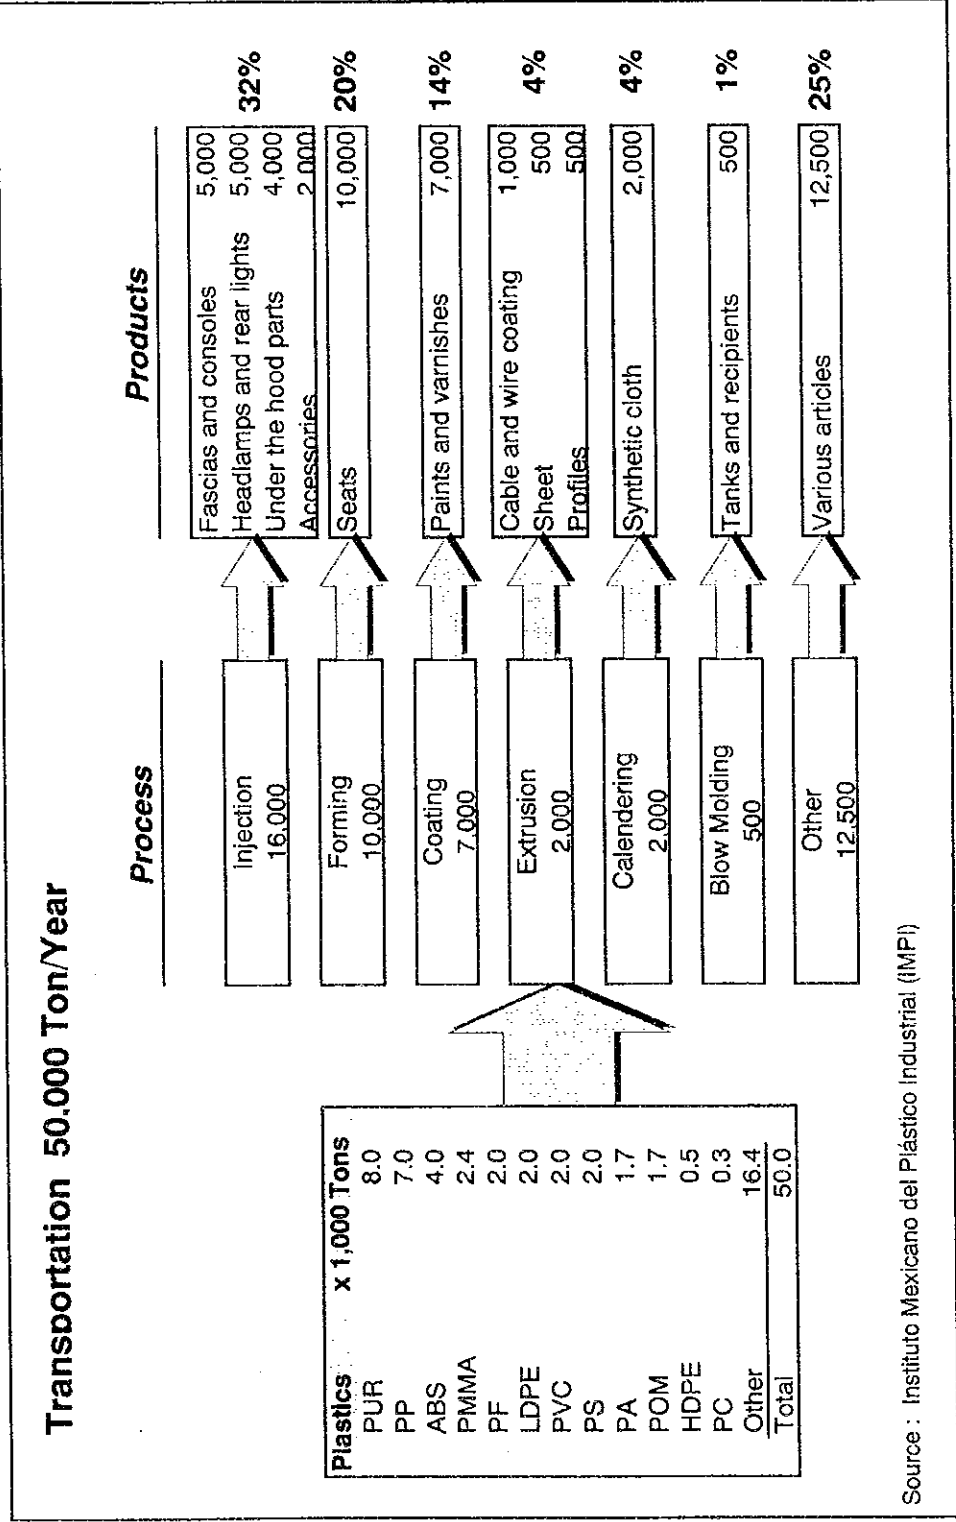 Transportation 50.000 Ton/Year
Plastics x 1,000 Tons
PUR 8.0
PP 7.0
ABS 4.0
PMMA 2.4
PF 2.0
LDPE 2.0
PVC 2.0
PS 2.0
PA 1.7
POM 1.7
HDPE 0.5
PC 0.3
Other 16.4
Total 50.0
Process
Injection
16,000
Forming
10,000
Coating
7,000
Extrusion
2,000
Calendering
2,000
Blow Molding
500
Other
12,500
Products
Fascias and consoles 5,000
Headlamps and rear lights 5,000
Under the hood parts 4,000
Accessories 2,000
32%
Seats 10,000
20%
Paints and varnishes 7,000
14%
Cable and wire coating 1,000
Sheet 500
Profiles 500
4%
Synthetic cloth 2,000
4%
Tanks and recipients 500
1%
Various articles 12,500
25%
Source : Instituto Mexicano del Plástico Industrial (IMPI)